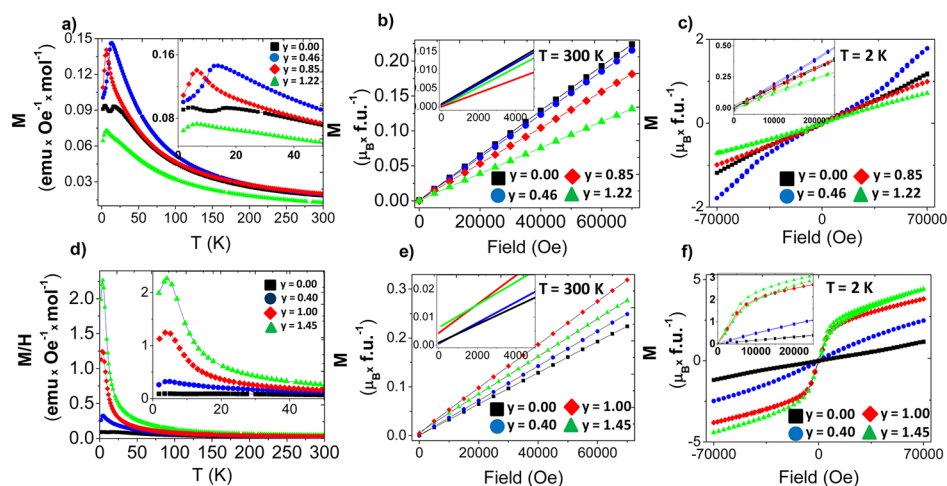 a)
0.15
0.12
0.09
0.06
0.03
M
(emu × Oe⁻¹ × mol⁻¹)
0 50 100 150 200 250 300
T (K)
0.12
0.08
0 20 40
y = 0.00
y = 0.46
y = 0.85
y = 1.22
b)
0.20
0.15
0.10
0.05
0.00
M
(μB × f.u.⁻¹)
0 20000 40000 60000
Field (Oe)
0.015
0.010
0.005
0.000
0 4000
T = 300 K
y = 0.00 y = 0.85
y = 0.46 y = 1.22
c)
2
0
-2
M
(μB × f.u.⁻¹)
-70000 0 70000
Field (Oe)
0.50
0.25
0.00
0 10000 20000
T = 2 K
y = 0.00 y = 0.85
y = 0.46 y = 1.22
d)
2.5
2.0
1.5
1.0
0.5
0.0
M/H
(emu × Oe⁻¹ × mol⁻¹)
0 50 100 150 200 250 300
T (K)
2
1
0
0 20 40
y = 0.00
y = 0.40
y = 1.00
y = 1.45
e)
0.3
0.2
0.1
0.0
M
(μB × f.u.⁻¹)
0 20000 40000 60000
Field (Oe)
0.02
0.01
0.00
0 2000 4000
T = 300 K
y = 0.00 y = 1.00
y = 0.40 y = 1.45
f)
5
0
-5
M
(μB × f.u.⁻¹)
-70000 0 70000
Field (Oe)
3
2
1
0
0 10000 20000
T = 2 K
y = 0.00 y = 1.00
y = 0.40 y = 1.45